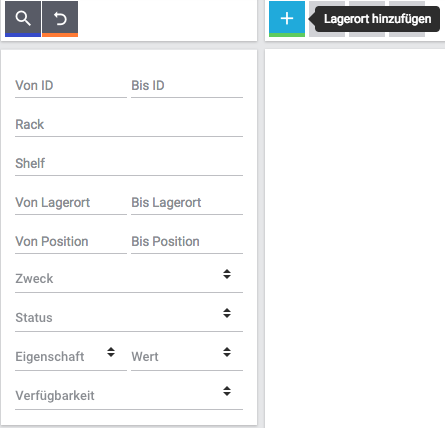 Lagerort hinzufügen
Von ID Bis ID
Rack
Shelf
Von Lagerort Bis Lagerort
Von Position Bis Position
Zweck
Status
Eigenschaft Wert
Verfügbarkeit